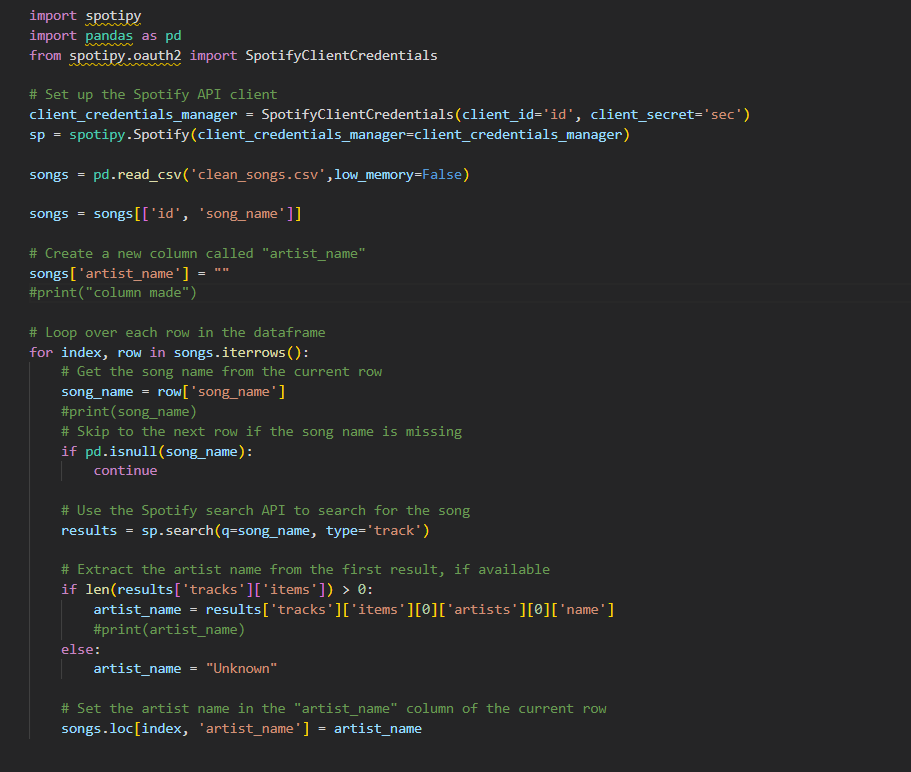 import spotipy
import pandas as pd
from spotipy.oauth2 import SpotifyClientCredentials
# Set up the Spotify API client
client_credentials_manager = SpotifyClientCredentials(client_id='id', client_secret='sec')
sp = spotipy.Spotify(client_credentials_manager=client_credentials_manager)
songs = pd.read_csv('clean_songs.csv',low_memory=False)
songs = songs[['id', 'song_name']]
# Create a new column called "artist_name"
songs['artist_name'] = ""
#print("column made")
# Loop over each row in the dataframe
for index, row in songs.iterrows():
    # Get the song name from the current row
    song_name = row['song_name']
    #print(song_name)
    # Skip to the next row if the song name is missing
    if pd.isnull(song_name):
        continue
    # Use the Spotify search API to search for the song
    results = sp.search(q=song_name, type='track')
    # Extract the artist name from the first result, if available
    if len(results['tracks']['items']) > 0:
        artist_name = results['tracks']['items'][0]['artists'][0]['name']
        #print(artist_name)
    else:
        artist_name = "Unknown"
    # Set the artist name in the "artist_name" column of the current row
    songs.loc[index, 'artist_name'] = artist_name